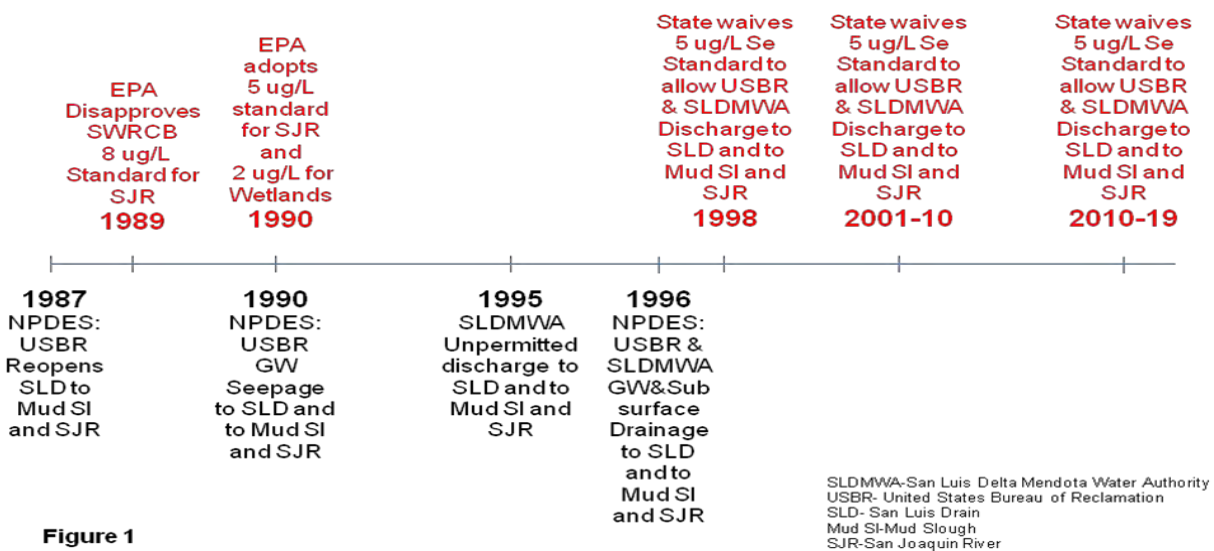 EPA
Disapproves
SWRCB
8 ug/L
Standard for
SJR
1989
EPA
adopts
5 ug/L
standard
for SJR
and
2 ug/L for
Wetlands
1990
State waives
5 ug/L Se
Standard to
allow USBR
& SLDMWA
Discharge to
SLD and to
Mud Sl and
SJR
1998
State waives
5 ug/L Se
Standard to
allow USBR
& SLDMWA
Discharge to
SLD and to
Mud Sl and
SJR
2001-10
State waives
5 ug/L Se
Standard to
allow USBR
& SLDMWA
Discharge to
SLD and to
Mud Sl and
SJR
2010-19
1987
NPDES:
USBR
Reopens
SLD to
Mud Sl
and SJR
1990
NPDES:
USBR
GW
Seepage
to SLD and
to Mud Sl
and SJR
1995
SLDMWA
Unpermitted
discharge to
SLD and to
Mud Sl and
SJR
1996
NPDES:
USBR &
SLDMWA
GW&Sub
surface
Drainage
to SLD
and to
Mud Sl
and SJR
SLDMWA-San Luis Delta Mendota Water Authority
USBR- United States Bureau of Reclamation
SLD- San Luis Drain
Mud Sl-Mud Slough
SJR-San Joaquin River
Figure 1